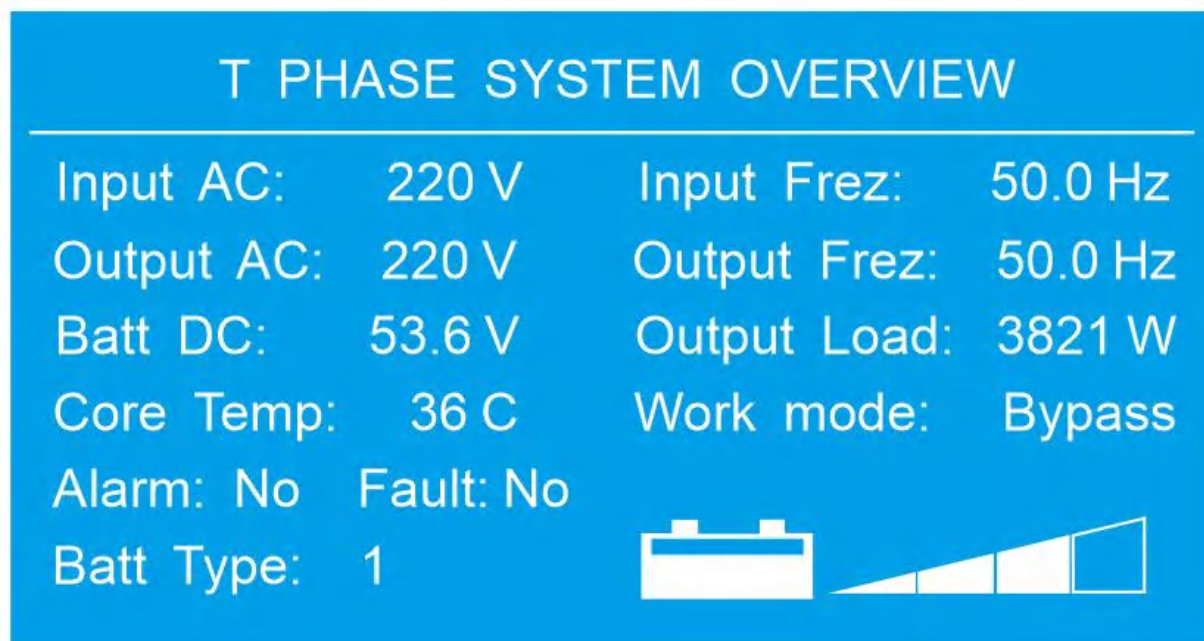 T PHASE SYSTEM OVERVIEW
Input AC: 220 V Input Frez: 50.0 Hz
Output AC: 220 V Output Frez: 50.0 Hz
Batt DC: 53.6 V Output Load: 3821 W
Core Temp: 36 C Work mode: Bypass
Alarm: No Fault: No
Batt Type: 1